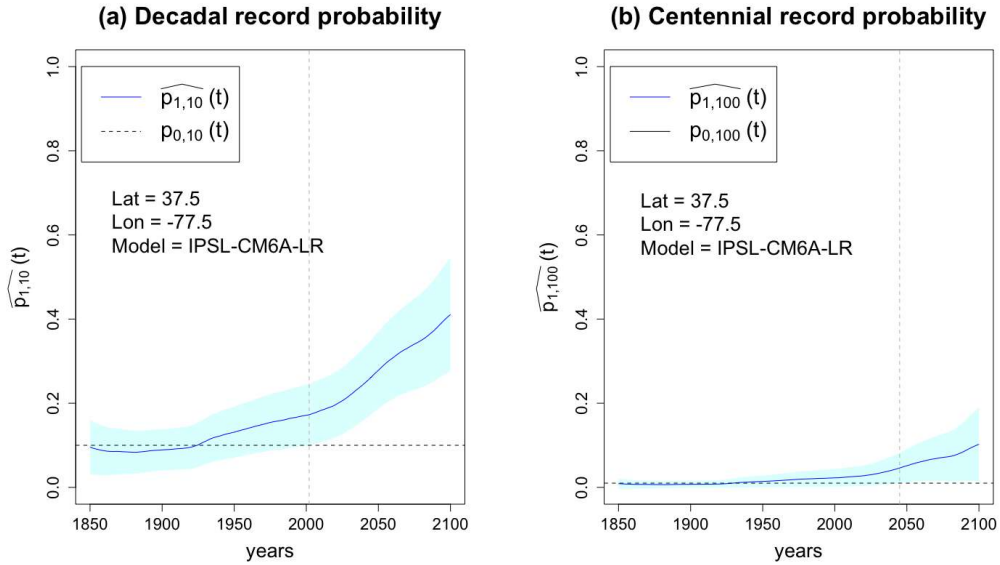 (a) Decadal record probability
1.0
0.8
0.6
0.4
0.2
0.0
p̂1,10 (t)
p̂1,10 (t)
p0,10 (t)
Lat = 37.5
Lon = -77.5
Model = IPSL-CM6A-LR
1850 1900 1950 2000 2050 2100
years
(b) Centennial record probability
1.0
0.8
0.6
0.4
0.2
0.0
p̂1,100 (t)
p̂1,100 (t)
p0,100 (t)
Lat = 37.5
Lon = -77.5
Model = IPSL-CM6A-LR
1850 1900 1950 2000 2050 2100
years